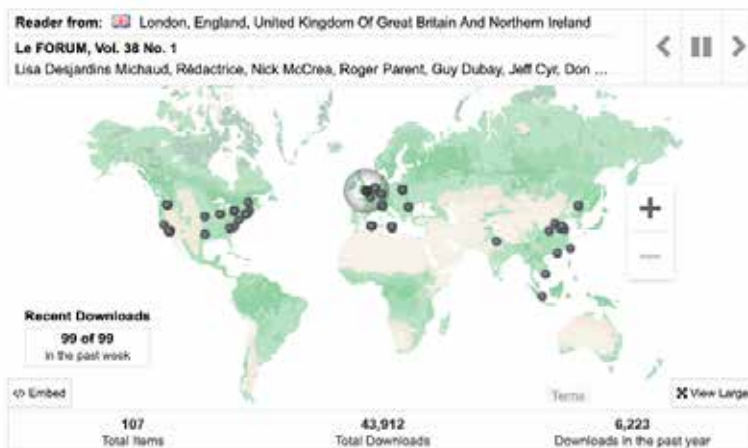 Reader from: London, England, United Kingdom Of Great Britain And Northern Ireland
Le FORUM, Vol. 38 No. 1
Lisa Desjardins Michaud, Rédactrice, Nick McCrea, Roger Parent, Guy Dubay, Jeff Cyr, Don ...
Recent Downloads
99 of 99
in the past week
</> Embed
Terms
View Large
107
Total Items
43,912
Total Downloads
6,223
Downloads in the past year